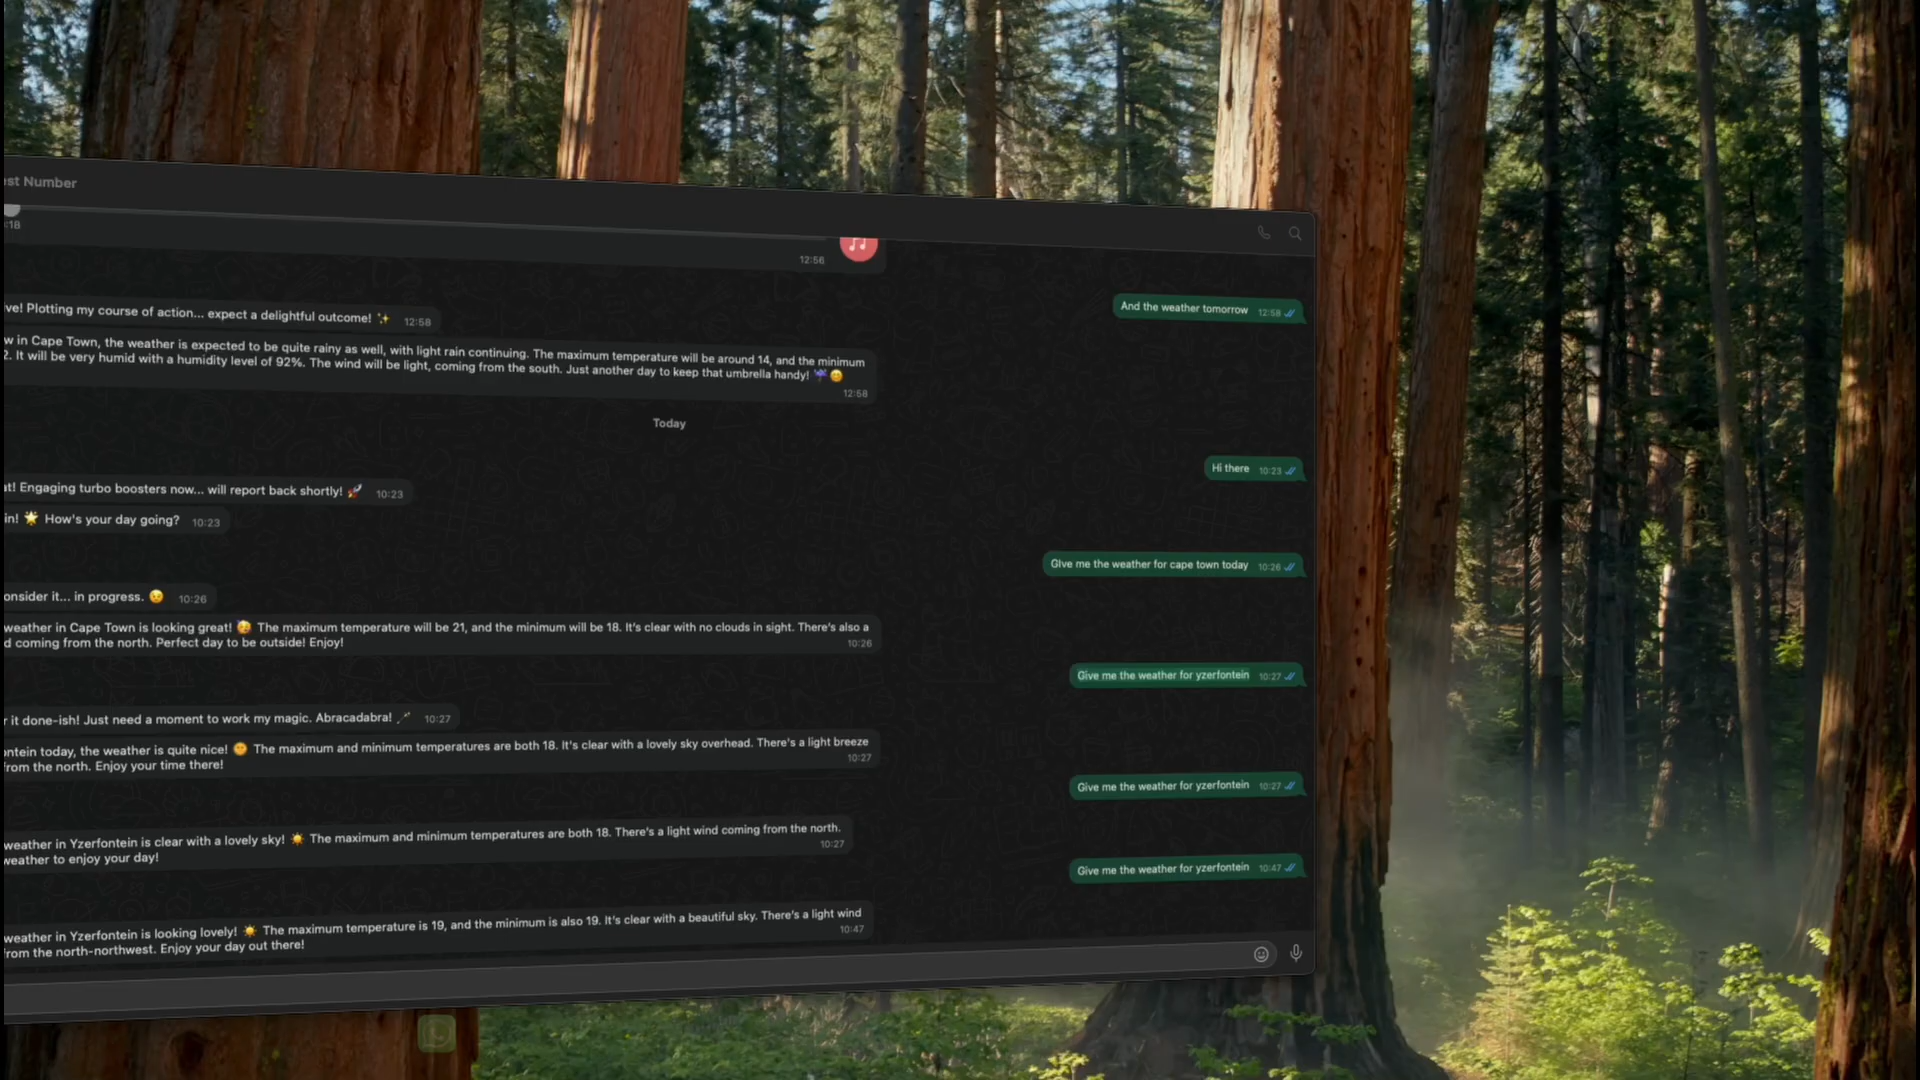 est Number
:18
12:56
And the weather tomorrow 12:58
ve! Plotting my course of action... expect a delightful outcome! ✨ 12:58
w in Cape Town, the weather is expected to be quite rainy as well, with light rain continuing. The maximum temperature will be around 14, and the minimum
2. It will be very humid with a humidity level of 92%. The wind will be light, coming from the south. Just another day to keep that umbrella handy! ☔😊
12:58
Today
Hi there 10:23
at! Engaging turbo boosters now... will report back shortly! 🚀 10:23
in! 🌟 How's your day going? 10:23
GIve me the weather for cape town today 10:26
onsider it... in progress. 😉 10:26
weather in Cape Town is looking great! 🥳 The maximum temperature will be 21, and the minimum will be 18. It's clear with no clouds in sight. There's also a
d coming from the north. Perfect day to be outside! Enjoy!
10:26
Give me the weather for yzerfontein 10:27
r it done-ish! Just need a moment to work my magic. Abracadabra! 🪄 10:27
ntein today, the weather is quite nice! 🌞 The maximum and minimum temperatures are both 18. It's clear with a lovely sky overhead. There's a light breeze
from the north. Enjoy your time there!
10:27
Give me the weather for yzerfontein 10:27
weather in Yzerfontein is clear with a lovely sky! ☀️ The maximum and minimum temperatures are both 18. There's a light wind coming from the north.
weather to enjoy your day!
10:27
Give me the weather for yzerfontein 10:47
weather in Yzerfontein is looking lovely! ☀️ The maximum temperature is 19, and the minimum is also 19. It's clear with a beautiful sky. There's a light wind
from the north-northwest. Enjoy your day out there!
10:47